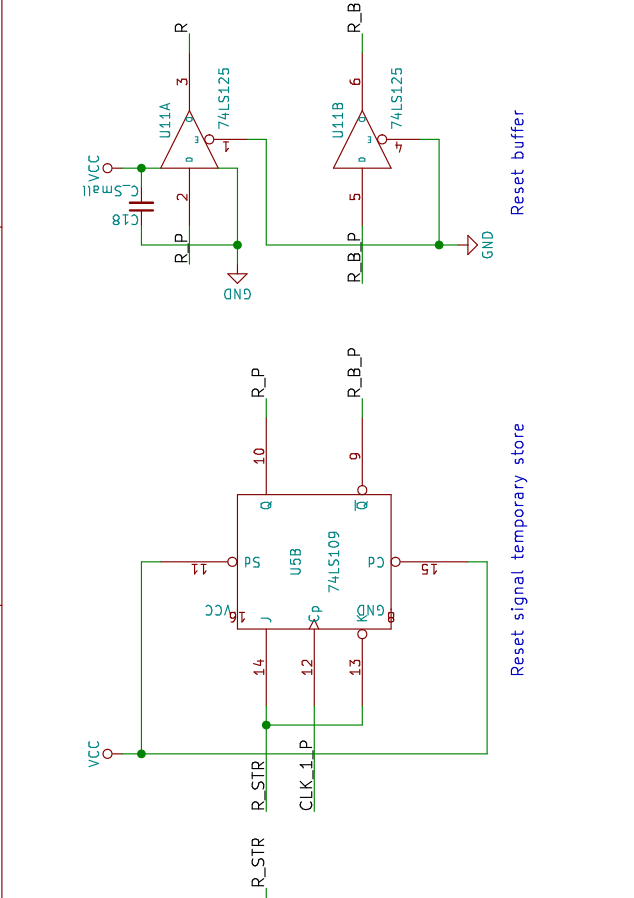 R
R_B
3
6
U11A
74LS125
U11B
74LS125
O
E
D
1
O
E
D
4
VCC
C_Small
C18
2
5
R_P
R_B_P
GND
GND
Reset buffer
R_P
R_B_P
10
9
Q
Q
11
Sd
U5B
74LS109
Cd
15
VCC
16
GND
8
J
Cp
K
14
12
13
VCC
R_STR
CLK_1_P
Reset signal temporary store
R_STR